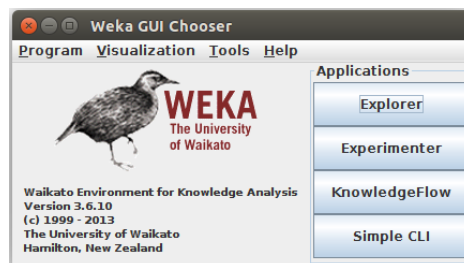 Weka GUI Chooser
Program Visualization Tools Help
WEKA
The University
of Waikato
Waikato Environment for Knowledge Analysis
Version 3.6.10
(c) 1999 - 2013
The University of Waikato
Hamilton, New Zealand
Applications
Explorer
Experimenter
KnowledgeFlow
Simple CLI